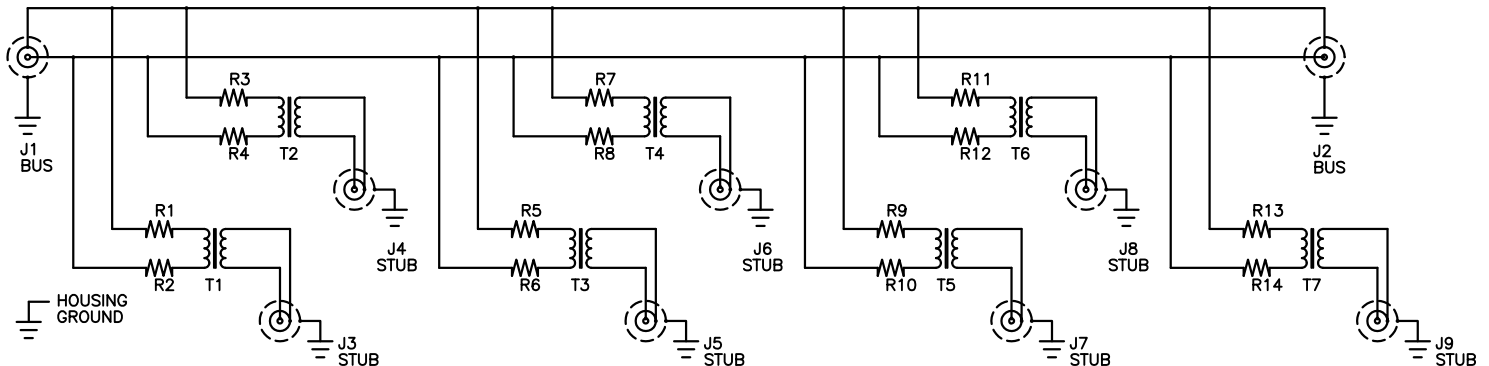 R3
R7
R11
J1
BUS
R4
T2
R8
T4
R12
T6
J2
BUS
R1
R5
R9
R13
J4
STUB
J6
STUB
J8
STUB
R2
T1
R6
T3
R10
T5
R14
T7
HOUSING
GROUND
J3
STUB
J5
STUB
J7
STUB
J9
STUB